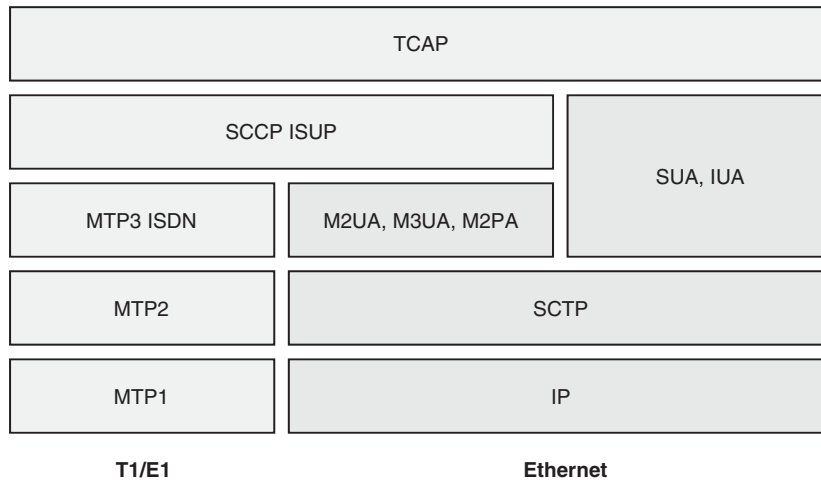 TCAP
SCCP ISUP
SUA, IUA
MTP3 ISDN
M2UA, M3UA, M2PA
MTP2
SCTP
MTP1
IP
T1/E1
Ethernet